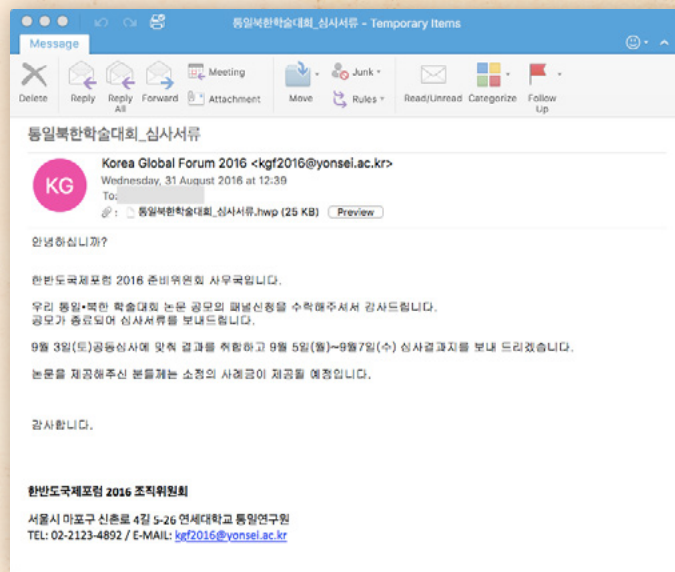 통일북한학술대회_심사서류 - Temporary Items
Message
Delete
Reply
Reply All
Forward
Meeting
Attachment
Move
Junk
Rules
Read/Unread
Categorize
Follow Up
통일북한학술대회_심사서류
KG
Korea Global Forum 2016 <kgf2016@yonsei.ac.kr>
Wednesday, 31 August 2016 at 12:39
To:
통일북한학술대회_심사서류.hwp (25 KB) Preview
안녕하십니까?
한반도국제포럼 2016 준비위원회 사무국입니다.
우리 통일•북한 학술대회 논문 공모의 패널신청을 수락해주셔서 감사드립니다.
공모가 종료되어 심사서류를 보내드립니다.
9월 3일(토)공동심사에 맞춰 결과를 취합하고 9월 5일(월)~9월7일(수) 심사결과지를 보내 드리겠습니다.
논문을 제공해주신 분들께는 소정의 사례금이 제공될 예정입니다.
감사합니다.
한반도국제포럼 2016 조직위원회
서울시 마포구 신촌로 4길 5-26 연세대학교 통일연구원
TEL: 02-2123-4892 / E-MAIL: kgf2016@yonsei.ac.kr